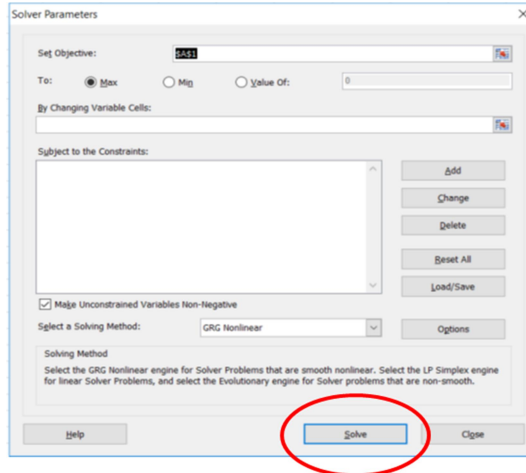 Solver Parameters
Set Objective:
$A$1
To:
Max
Min
Value Of:
0
By Changing Variable Cells:
Subject to the Constraints:
Add
Change
Delete
Reset All
Load/Save
Make Unconstrained Variables Non-Negative
Select a Solving Method:
GRG Nonlinear
Options
Solving Method
Select the GRG Nonlinear engine for Solver Problems that are smooth nonlinear. Select the LP Simplex engine
for linear Solver Problems, and select the Evolutionary engine for Solver problems that are non-smooth.
Help
Solve
Close